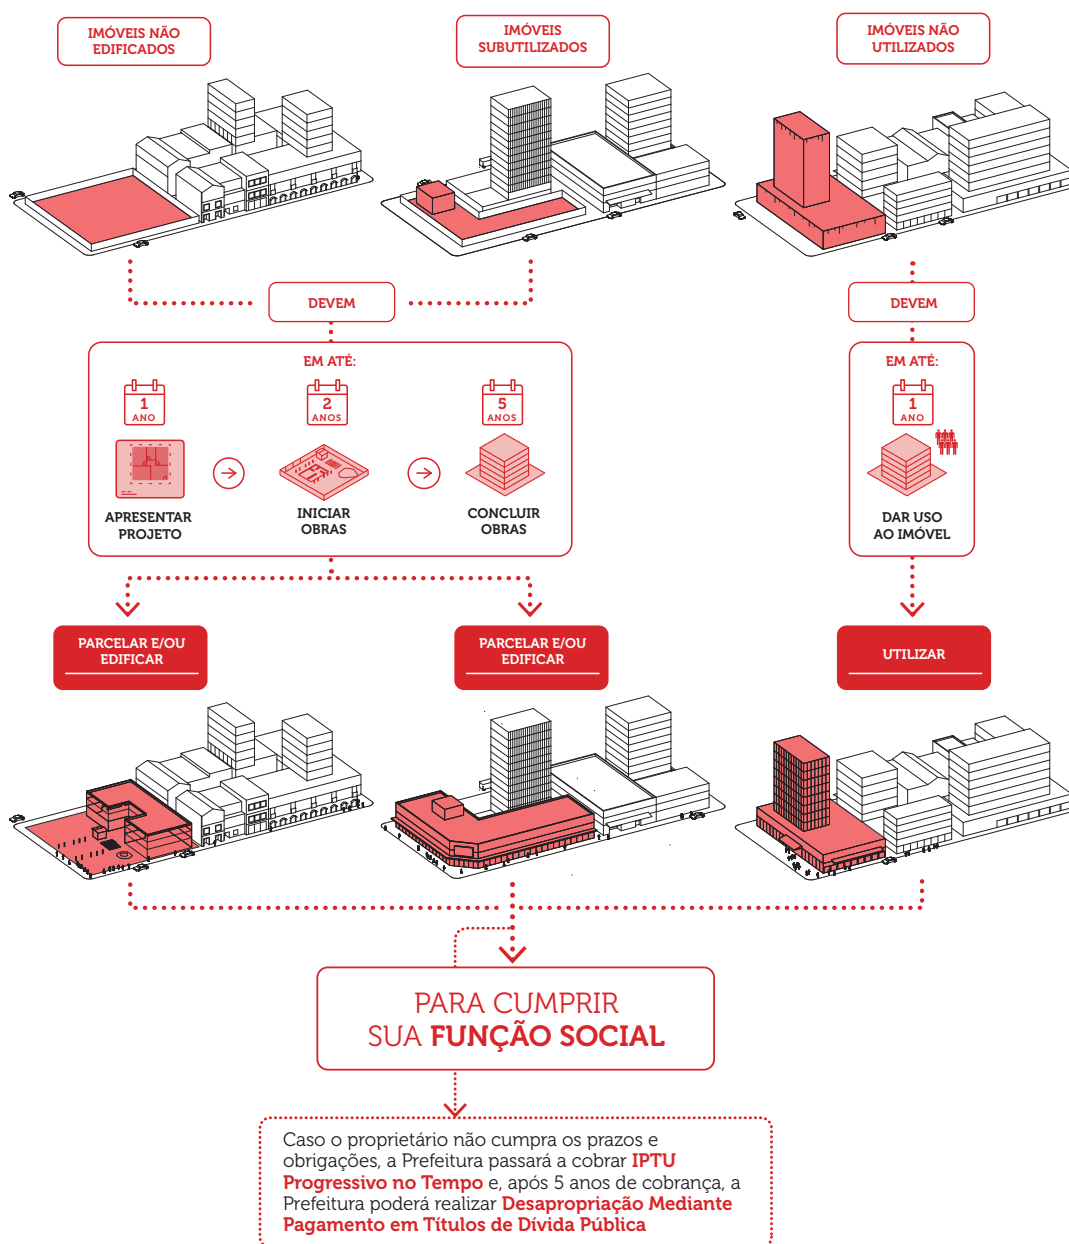 IMÓVEIS NÃO
EDIFICADOS
IMÓVEIS
SUBUTILIZADOS
IMÓVEIS NÃO
UTILIZADOS
DEVEM
DEVEM
EM ATÉ:
1
ANO
2
ANOS
5
ANOS
APRESENTAR
PROJETO
INICIAR
OBRAS
CONCLUIR
OBRAS
EM ATÉ:
1
ANO
DAR USO
AO IMÓVEL
PARCELAR E/OU
EDIFICAR
PARCELAR E/OU
EDIFICAR
UTILIZAR
PARA CUMPRIR
SUA FUNÇÃO SOCIAL
Caso o proprietário não cumpra os prazos e
obrigações, a Prefeitura passará a cobrar IPTU
Progressivo no Tempo e, após 5 anos de cobrança, a
Prefeitura poderá realizar Desapropriação Mediante
Pagamento em Títulos de Dívida Pública